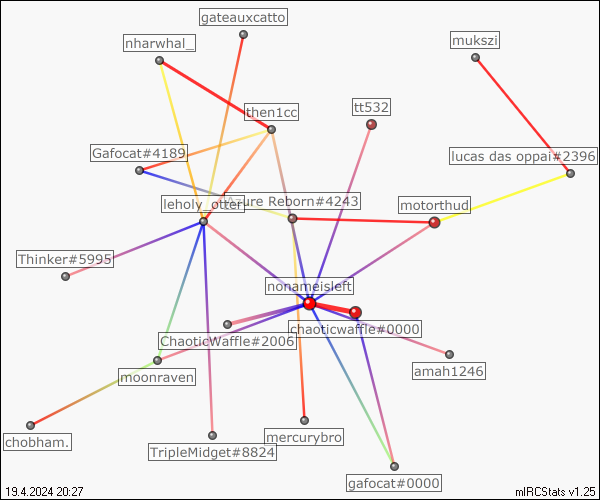 gateauxcatto
nharwhal_
mukszi
tt532
then1cc
Gafocat#4189
lucas das oppai#2396
leholy_otter
Azure Reborn#4243
motorthud
Thinker#5995
nonameisleft
chaoticwaffle#0000
ChaoticWaffle#2006
amah1246
moonraven
chobham.
mercurybro
TripleMidget#8824
gafocat#0000
19.4.2024 20:27
mIRCStats v1.25